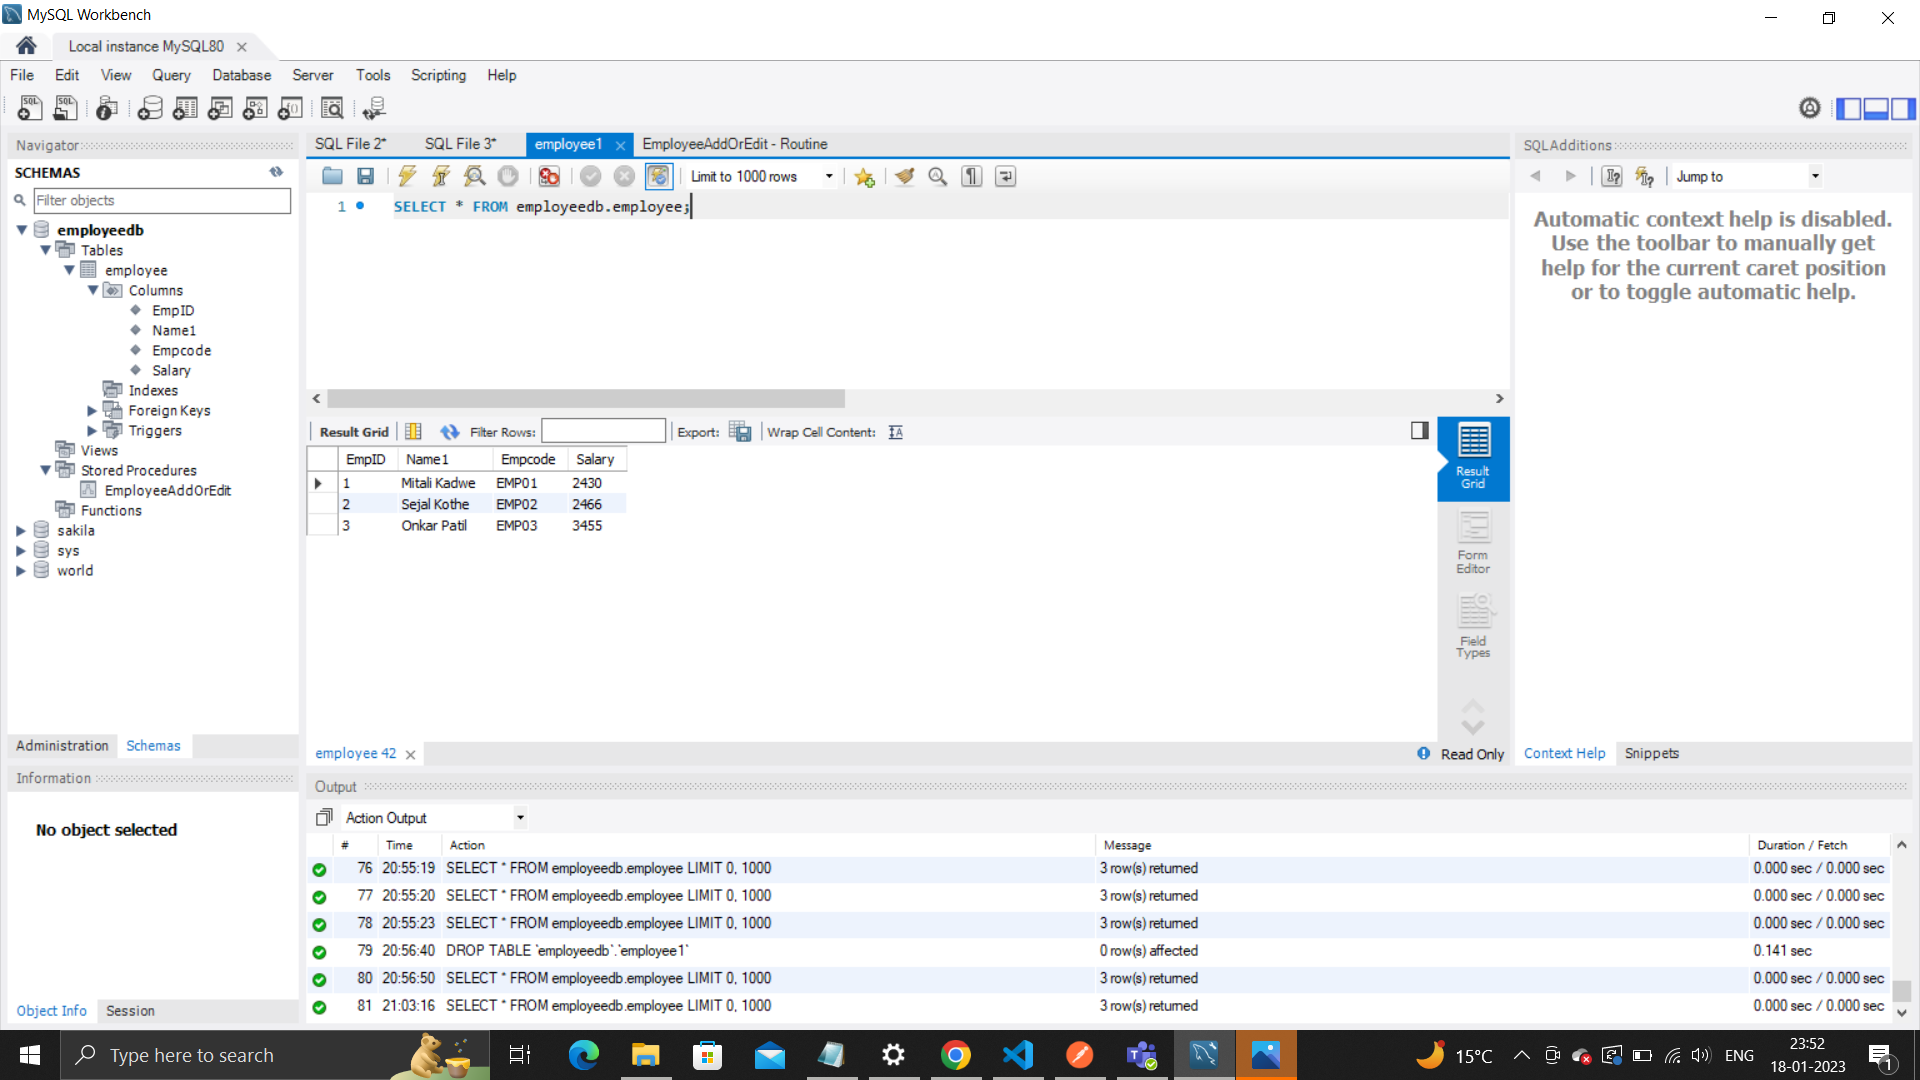 MySQL Workbench
Local instance MySQL80
File Edit View Query Database Server Tools Scripting Help
Navigator
SCHEMAS
Filter objects
employeedb
Tables
employee
Columns
EmpID
Name1
Empcode
Salary
Indexes
Foreign Keys
Triggers
Views
Stored Procedures
EmployeeAddOrEdit
Functions
sakila
sys
world
Administration Schemas
Information
No object selected
Object Info Session
SQL File 2* SQL File 3* employee1 EmployeeAddOrEdit - Routine
Limit to 1000 rows
1 SELECT * FROM employeedb.employee;
Result Grid Filter Rows: Export: Wrap Cell Content:
EmpID Name1 Empcode Salary
1 Mitali Kadwe EMP01 2430
2 Sejal Kothe EMP02 2466
3 Onkar Patil EMP03 3455
Result
Grid
Form
Editor
Field
Types
employee 42 Read Only
SQLAdditions
Jump to
Automatic context help is disabled.
Use the toolbar to manually get
help for the current caret position
or to toggle automatic help.
Context Help Snippets
Output
Action Output
# Time Action Message Duration / Fetch
76 20:55:19 SELECT * FROM employeedb.employee LIMIT 0, 1000 3 row(s) returned 0.000 sec / 0.000 sec
77 20:55:20 SELECT * FROM employeedb.employee LIMIT 0, 1000 3 row(s) returned 0.000 sec / 0.000 sec
78 20:55:23 SELECT * FROM employeedb.employee LIMIT 0, 1000 3 row(s) returned 0.000 sec / 0.000 sec
79 20:56:40 DROP TABLE `employeedb`.`employee1` 0 row(s) affected 0.141 sec
80 20:56:50 SELECT * FROM employeedb.employee LIMIT 0, 1000 3 row(s) returned 0.000 sec / 0.000 sec
81 21:03:16 SELECT * FROM employeedb.employee LIMIT 0, 1000 3 row(s) returned 0.000 sec / 0.000 sec
Type here to search
15°C ENG
23:52
18-01-2023
1